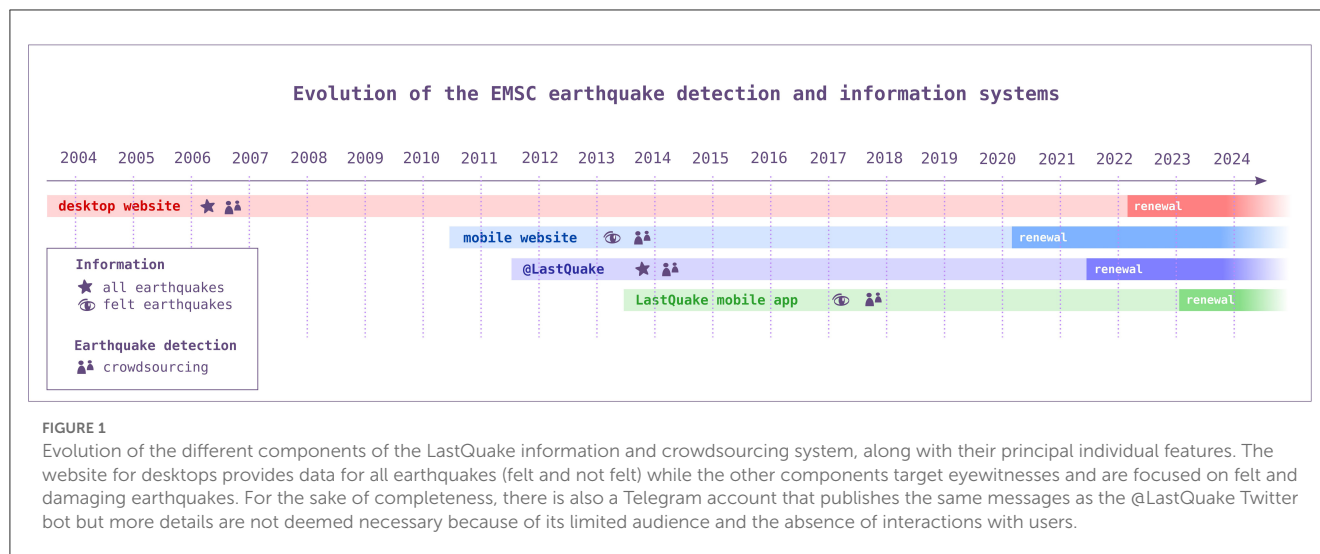 Evolution of the EMSC earthquake detection and information systems
2004 2005 2006 2007 2008 2009 2010 2011 2012 2013 2014 2015 2016 2017 2018 2019 2020 2021 2022 2023 2024
desktop website renewal
mobile website renewal
@LastQuake renewal
LastQuake mobile app renewal
Information
all earthquakes
felt earthquakes
Earthquake detection
crowdsourcing
FIGURE 1
Evolution of the different components of the LastQuake information and crowdsourcing system, along with their principal individual features. The
website for desktops provides data for all earthquakes (felt and not felt) while the other components target eyewitnesses and are focused on felt and
damaging earthquakes. For the sake of completeness, there is also a Telegram account that publishes the same messages as the @LastQuake Twitter
bot but more details are not deemed necessary because of its limited audience and the absence of interactions with users.